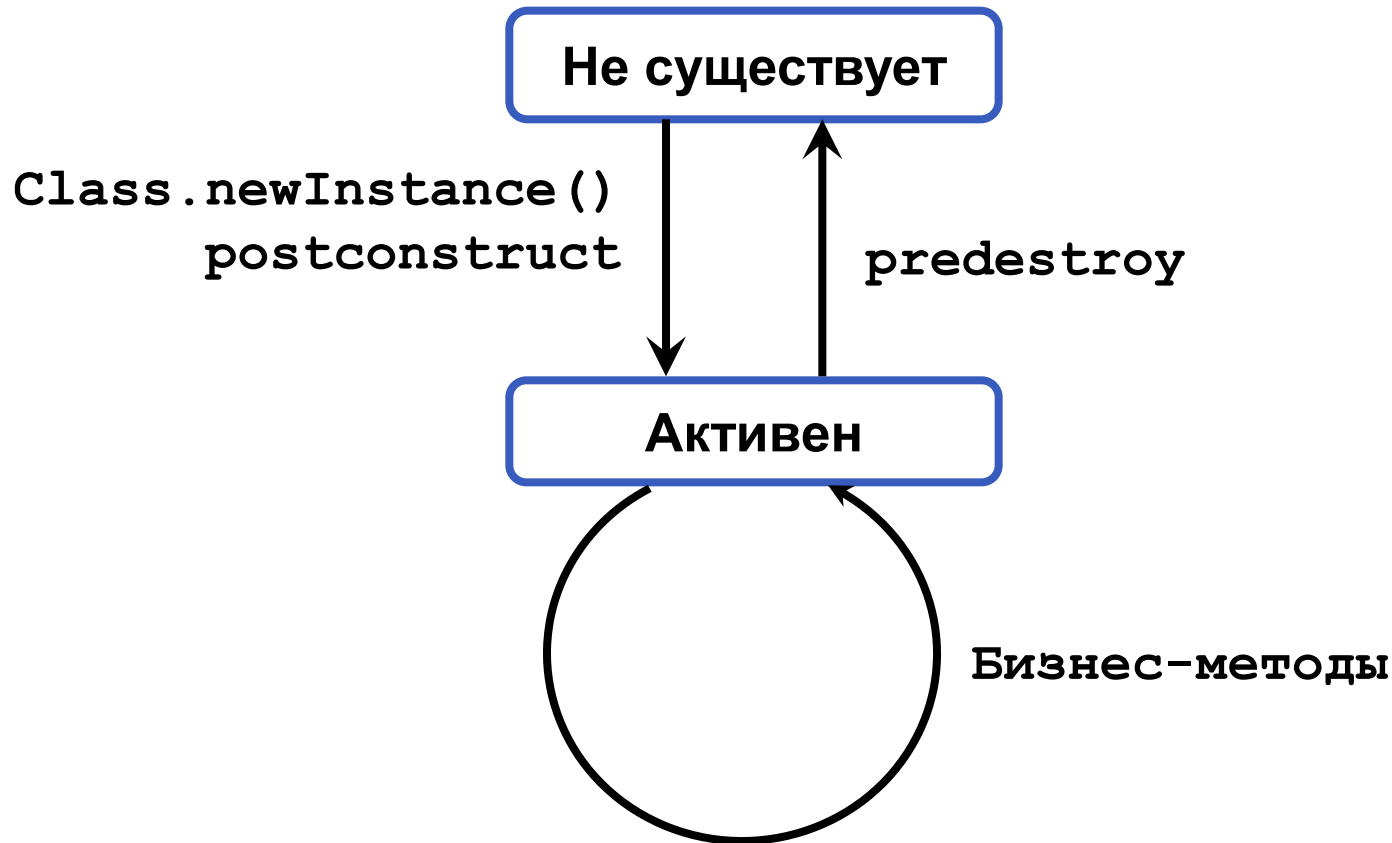 Не существует
Class.newInstance()
postconstruct
predestroy
Активен
Бизнес-методы